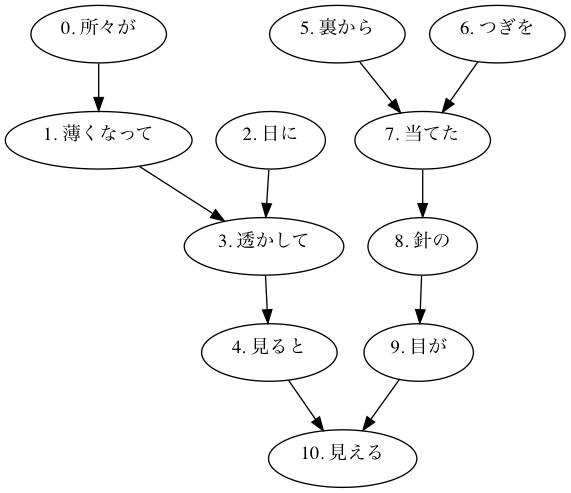 0. 所々が
5. 裏から
6. つぎを
1. 薄くなって
2. 日に
7. 当てた
3. 透かして
8. 針の
4. 見ると
9. 目が
10. 見える